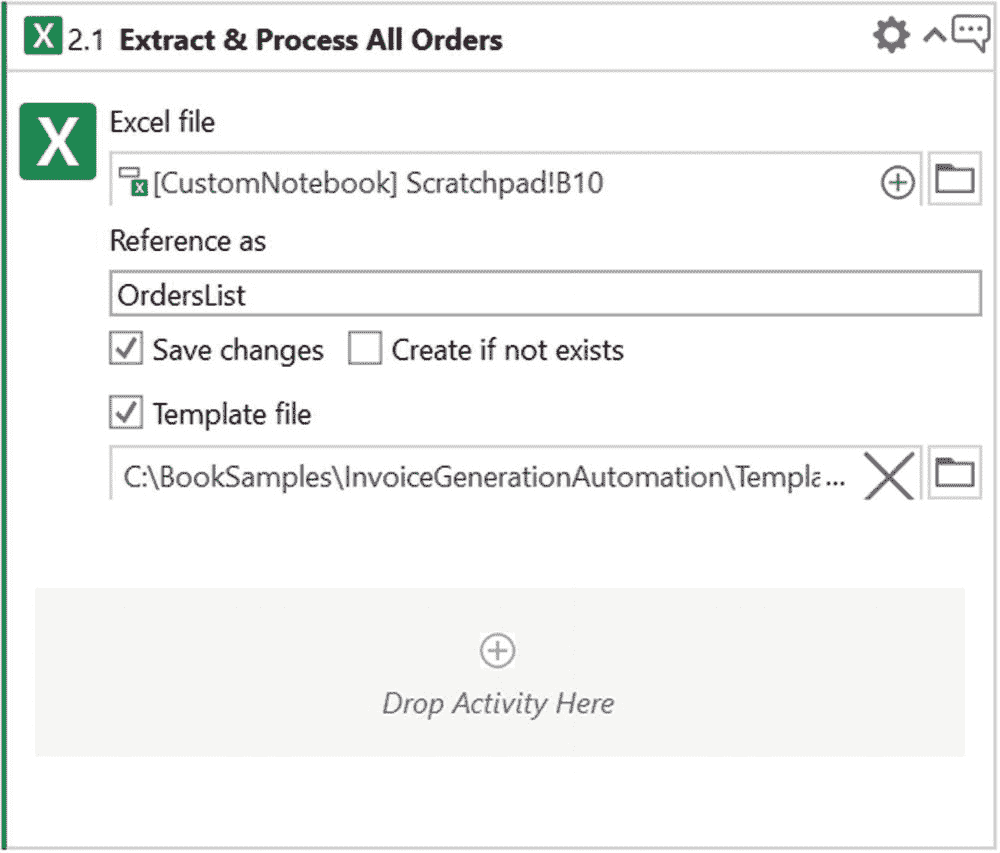 X 2.1 Extract & Process All Orders
X Excel file
X [CustomNotebook] Scratchpad!B10
Reference as
OrdersList
Save changes Create if not exists
Template file
C:\BookSamples\InvoiceGenerationAutomation\Templa...
Drop Activity Here